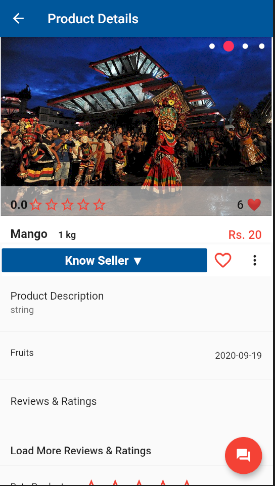 Product Details
0.0
6
Mango 1 kg Rs. 20
Know Seller ▼
Product Description
string
Fruits 2020-09-19
Reviews & Ratings
Load More Reviews & Ratings